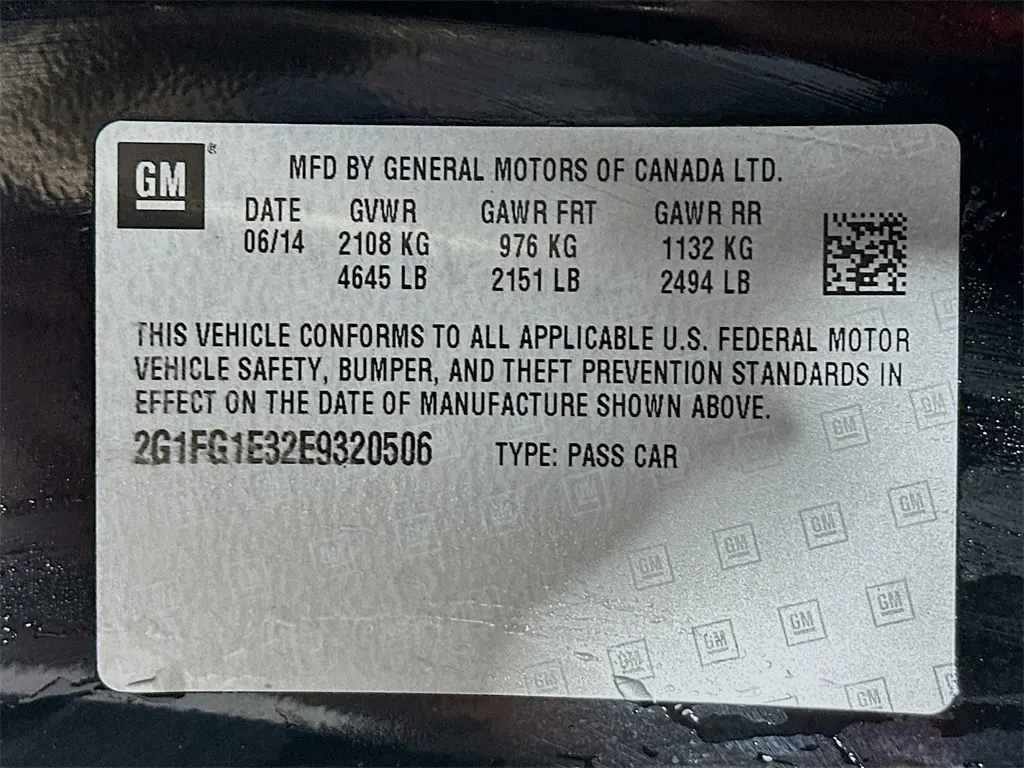 GM
MFD BY GENERAL MOTORS OF CANADA LTD.
DATE GVWR GAWR FRT GAWR RR
06/14 2108 KG 976 KG 1132 KG
4645 LB 2151 LB 2494 LB
THIS VEHICLE CONFORMS TO ALL APPLICABLE U.S. FEDERAL MOTOR
VEHICLE SAFETY, BUMPER, AND THEFT PREVENTION STANDARDS IN
EFFECT ON THE DATE OF MANUFACTURE SHOWN ABOVE.
2G1FG1E32E9320506 TYPE: PASS CAR